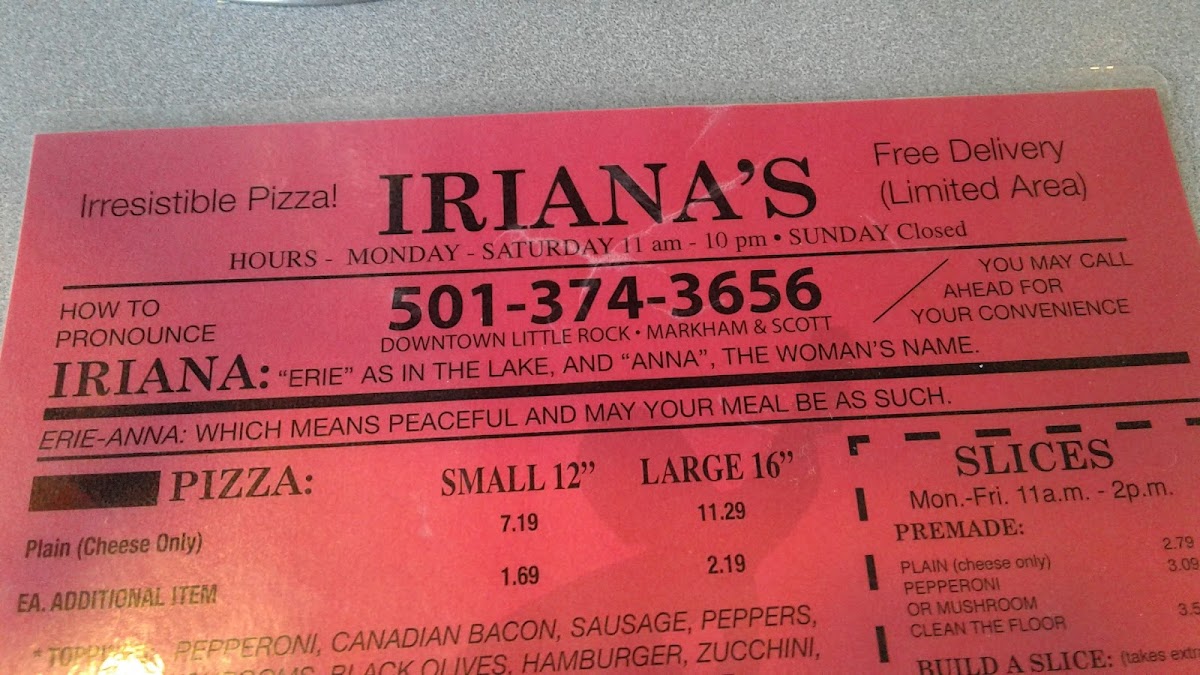 Irresistible Pizza!
IRIANA'S
Free Delivery
(Limited Area)
HOURS - MONDAY - SATURDAY 11 am - 10 pm • SUNDAY Closed
HOW TO
PRONOUNCE
501-374-3656
DOWNTOWN LITTLE ROCK • MARKHAM & SCOTT
YOU MAY CALL
AHEAD FOR
YOUR CONVENIENCE
IRIANA: "ERIE" AS IN THE LAKE, AND "ANNA", THE WOMAN'S NAME.
ERIE-ANNA: WHICH MEANS PEACEFUL AND MAY YOUR MEAL BE AS SUCH.
PIZZA: SMALL 12" LARGE 16"
Plain (Cheese Only) 7.19 11.29
EA. ADDITIONAL ITEM 1.69 2.19
PEPPERONI, CANADIAN BACON, SAUSAGE, PEPPERS,
BLACK OLIVES, HAMBURGER, ZUCCHINI,
SLICES
Mon.-Fri. 11a.m. - 2p.m.
PREMADE:
PLAIN (cheese only) 2.79
PEPPERONI 3.09
OR MUSHROOM
CLEAN THE FLOOR
BUILD A SLICE: (takes